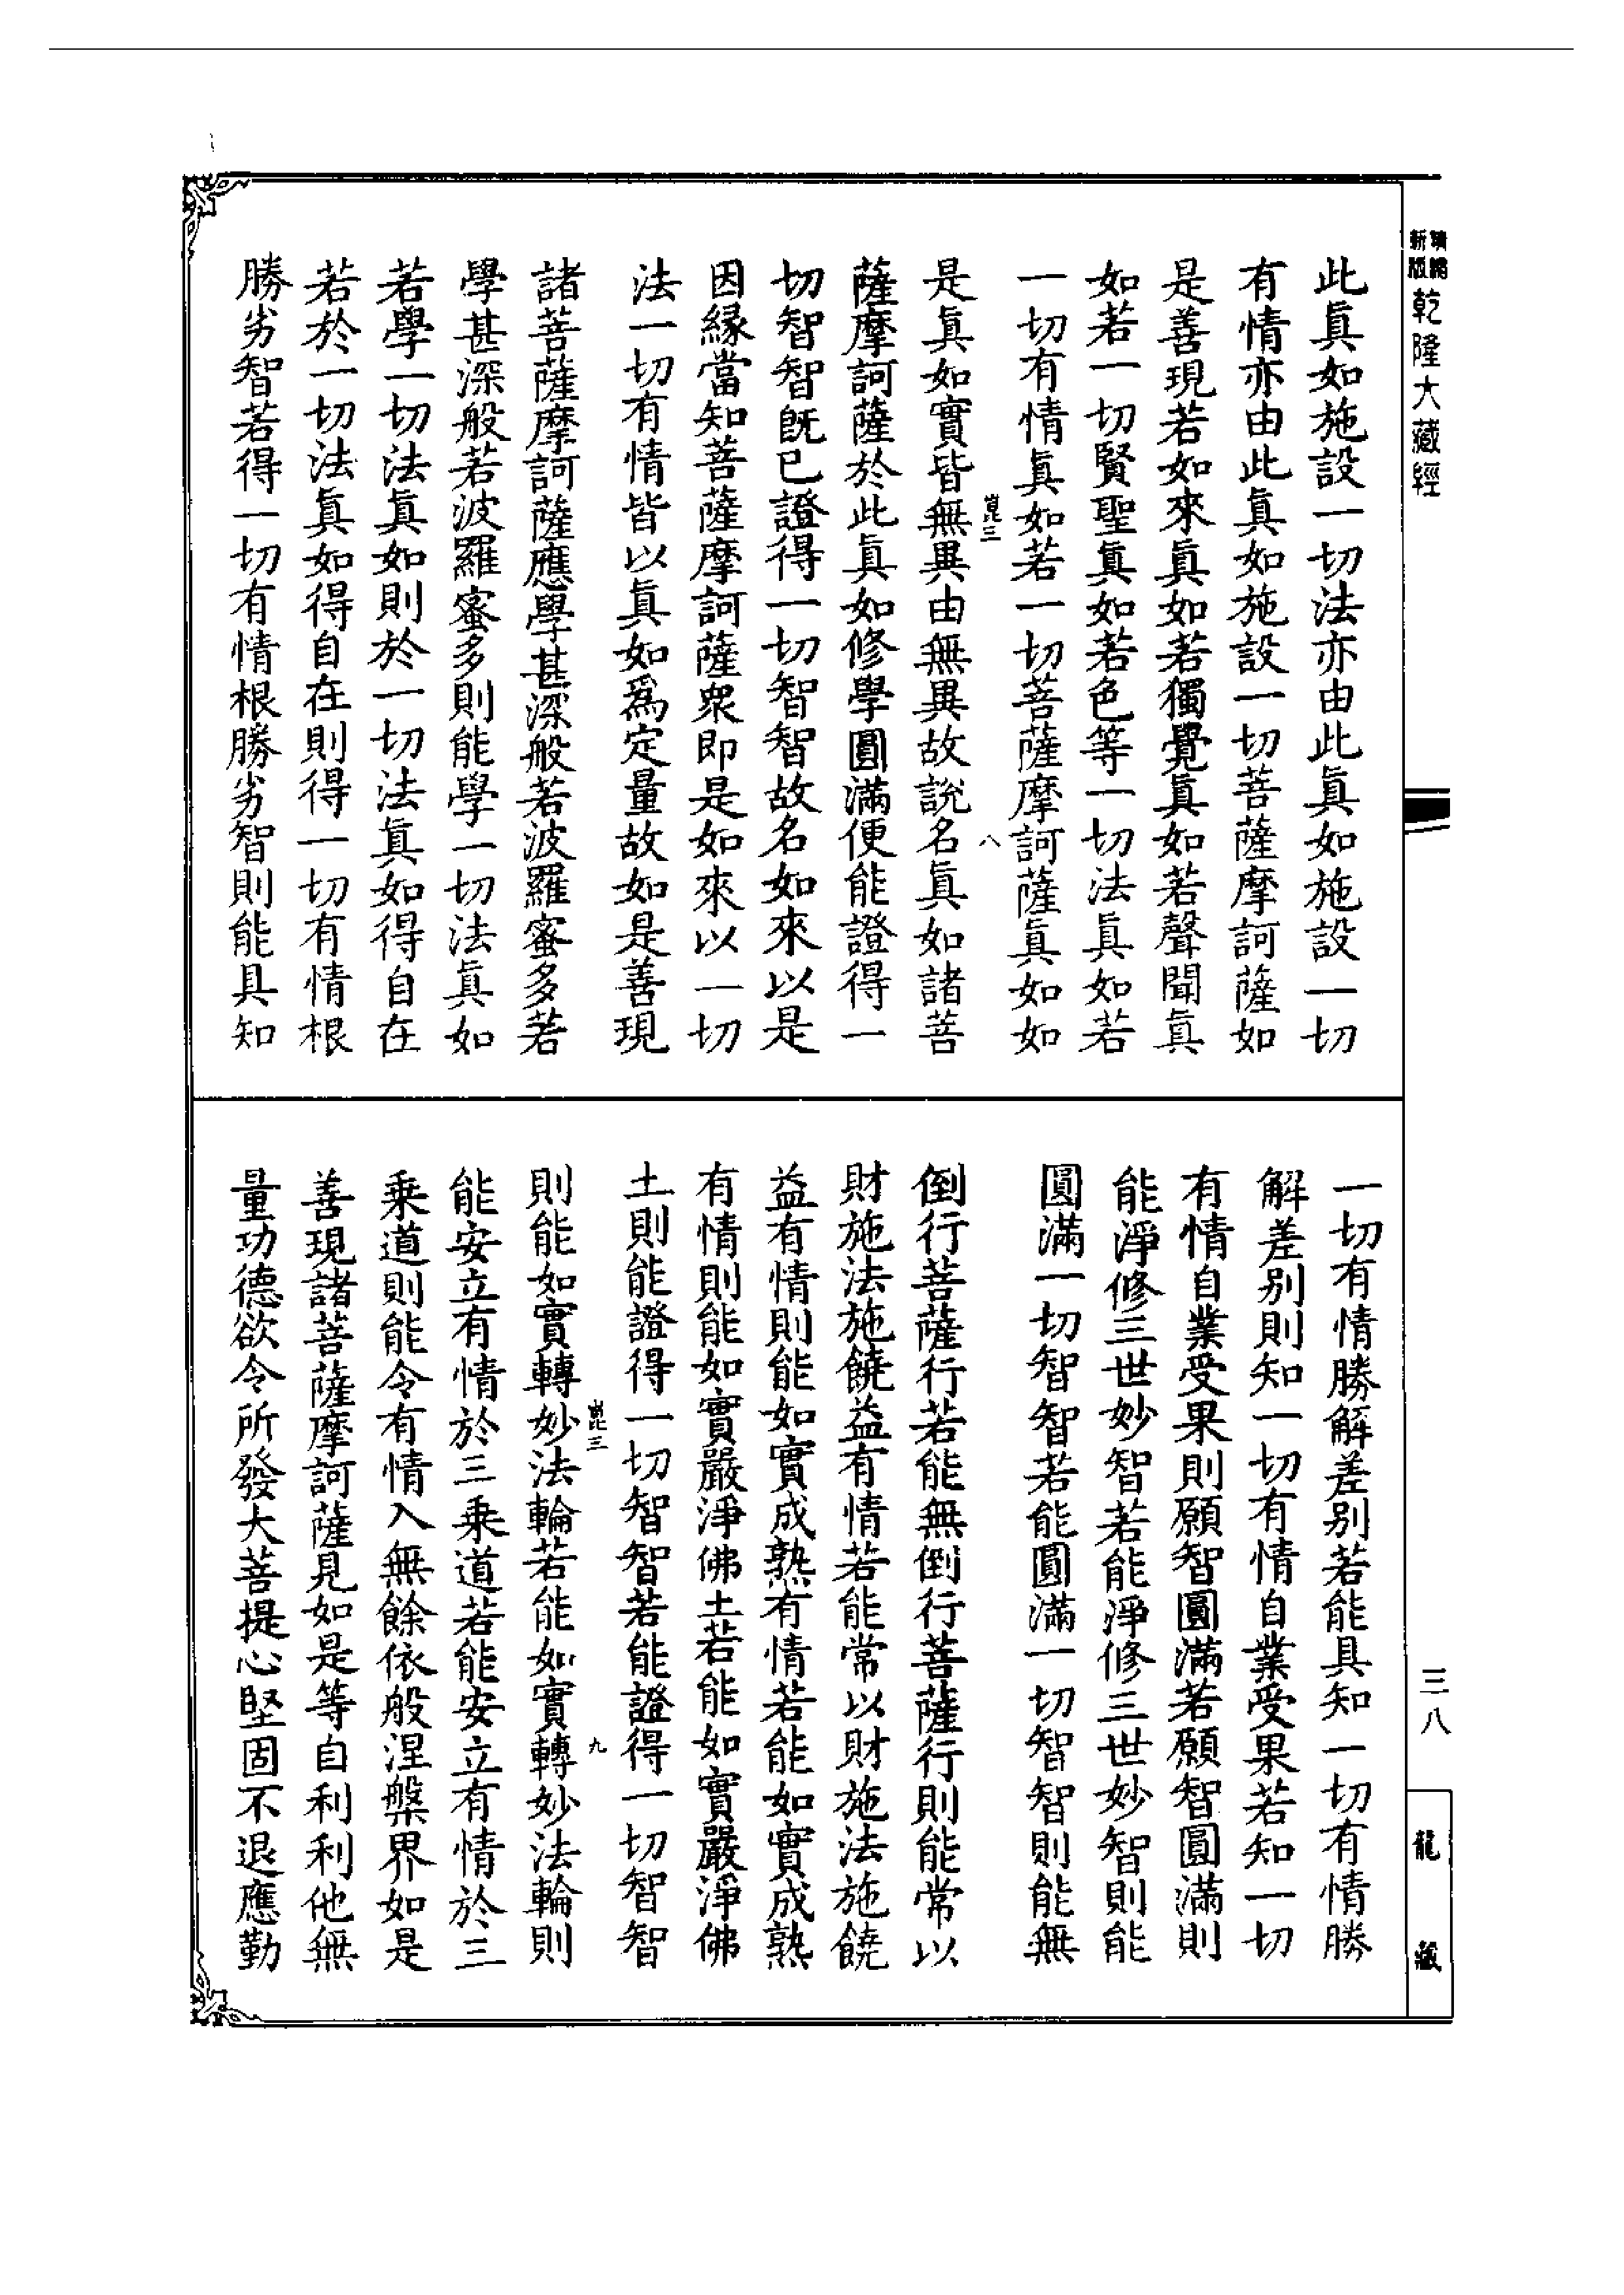 新版精編乾隆大藏經
此眞如施設一切法亦由此眞如施設一切
有情亦由此眞如施設一切菩薩摩訶薩如
是善現若如來眞如若獨覺眞如若聲聞眞
如若一切賢聖眞如若色等一切法眞如若
一切有情眞如若一切菩薩摩訶薩眞如如
崑三
八
是眞如實皆無異由無異故說名眞如諸菩
薩摩訶薩於此眞如修學圓滿便能證得一
切智智旣已證得一切智智故名如來以是
因緣當知菩薩摩訶薩衆即是如來以一切
法一切有情皆以眞如爲定量故如是善現
諸菩薩摩訶薩應學甚深般若波羅蜜多若
學甚深般若波羅蜜多則能學一切法眞如
若學一切法眞如則於一切法眞如得自在
若於一切法眞如得自在則得一切有情根
勝劣智若得一切有情根勝劣智則能具知
一切有情勝解差別若能具知一切有情勝
解差別則知一切有情自業受果若知一切
有情自業受果則願智圓滿若願智圓滿則
能淨修三世妙智若能淨修三世妙智則能
圓滿一切智智若能圓滿一切智智則能無
倒行菩薩行若能無倒行菩薩行則能常以
財施法施饒益有情若能常以財施法施饒
益有情則能如實成熟有情若能如實成熟
有情則能如實嚴淨佛土若能如實嚴淨佛
土則能證得一切智智若能證得一切智智
崑三
九
則能如實轉妙法輪若能如實轉妙法輪則
能安立有情於三乘道若能安立有情於三
乘道則能令有情入無餘依般涅槃界如是
善現諸菩薩摩訶薩見如是等自利利他無
量功德欲令所發大菩提心堅固不退應勤
三八
龍藏